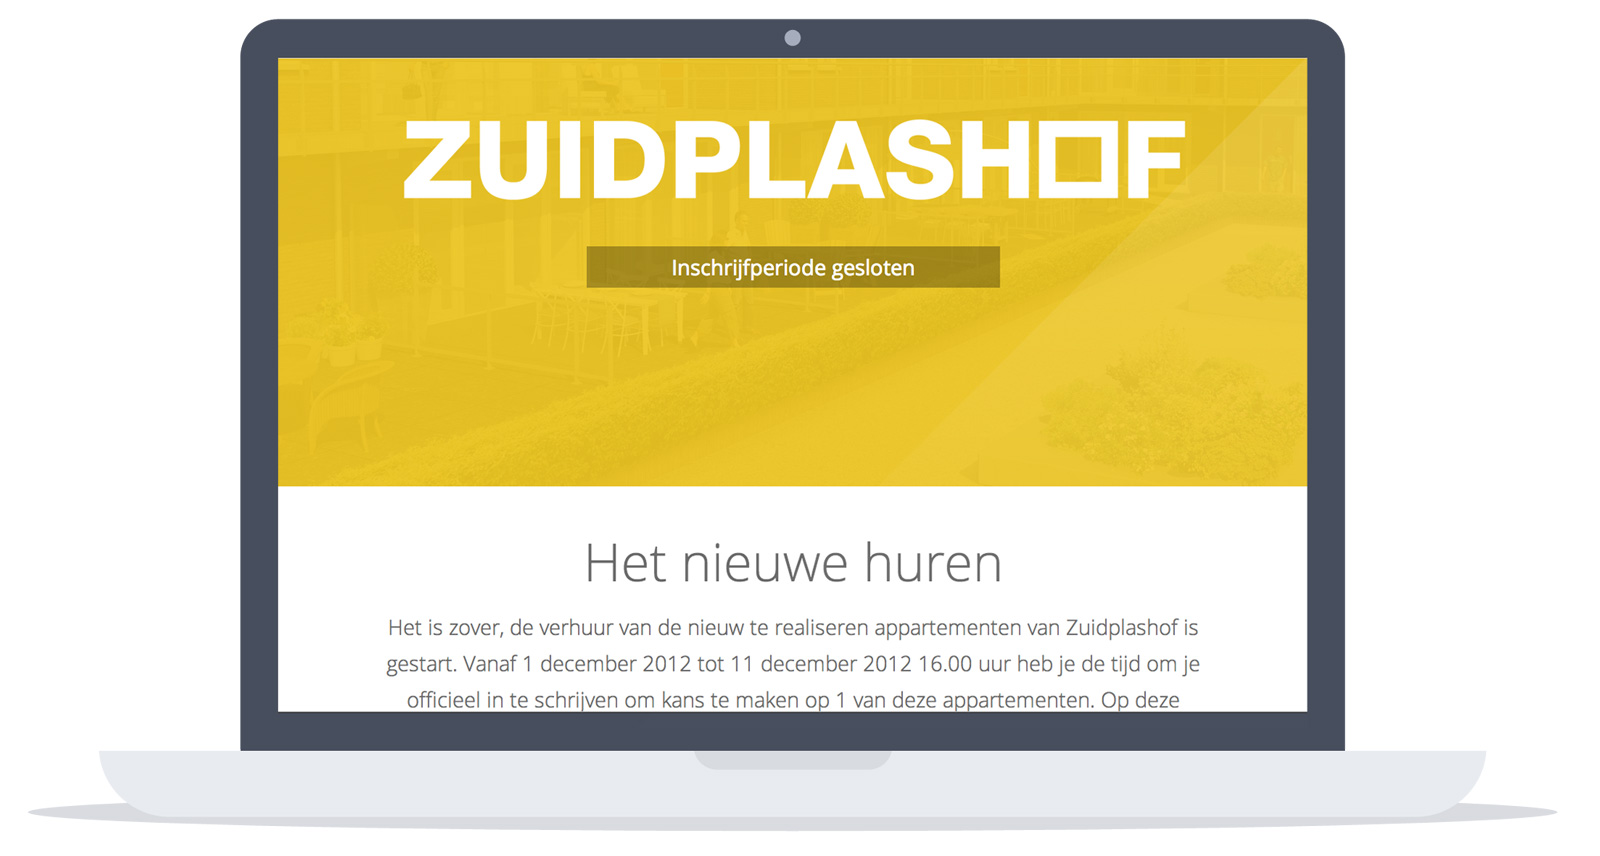 ZUIDPLASHOF
Inschrijfperiode gesloten
Het nieuwe huren
Het is zover, de verhuur van de nieuw te realiseren appartementen van Zuidplashof is
gestart. Vanaf 1 december 2012 tot 11 december 2012 16.00 uur heb je de tijd om je
officieel in te schrijven om kans te maken op 1 van deze appartementen. Op deze